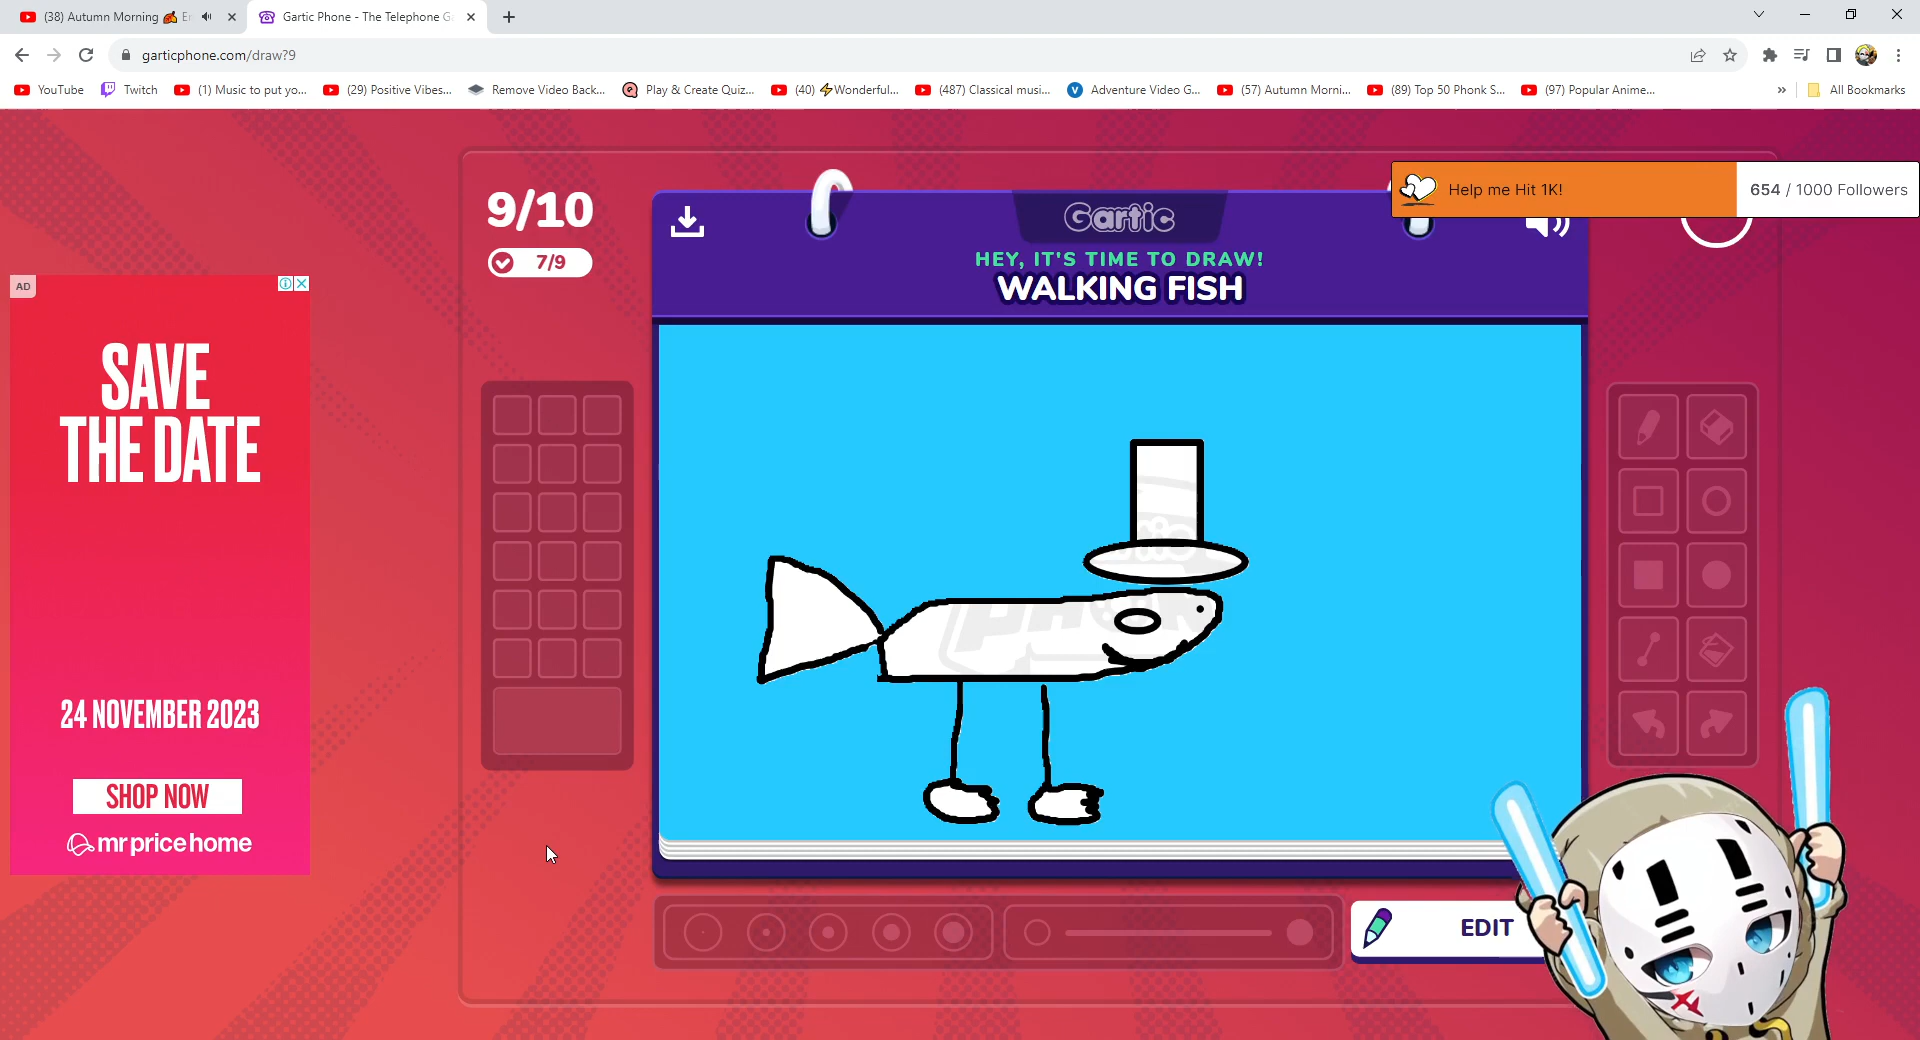 (38) Autumn Morning 🍂 Er
Gartic Phone - The Telephone Ga
garticphone.com/draw?9
YouTube
Twitch
(1) Music to put yo...
(29) Positive Vibes...
Remove Video Back...
Play & Create Quiz...
(40) ⚡Wonderful...
(487) Classical musi...
Adventure Video G...
(57) Autumn Morni...
(89) Top 50 Phonk S...
(97) Popular Anime...
»
All Bookmarks
9/10
7/9
Gartic
HEY, IT'S TIME TO DRAW!
WALKING FISH
Help me Hit 1K!
654 / 1000 Followers
AD
SAVE
THE DATE
24 NOVEMBER 2023
SHOP NOW
mr price home
EDIT